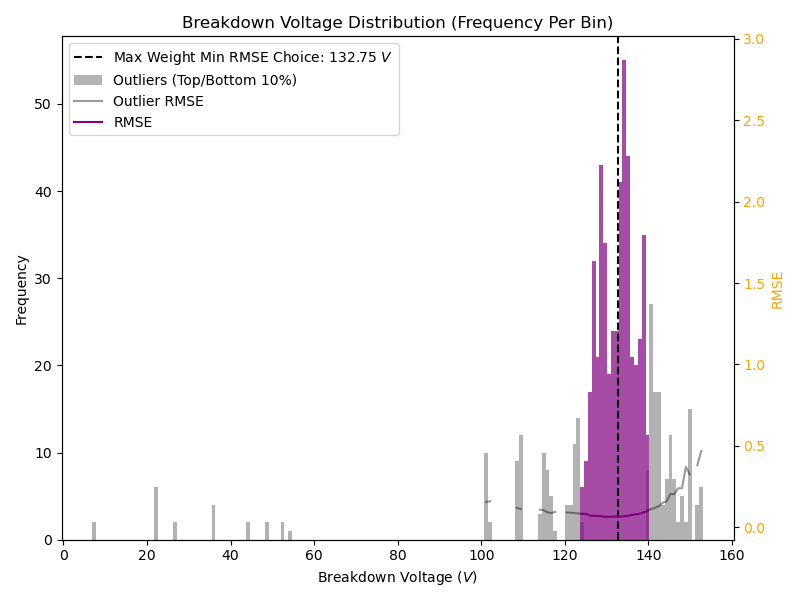 Breakdown Voltage Distribution (Frequency Per Bin)
Max Weight Min RMSE Choice: 132.75 V
Outliers (Top/Bottom 10%)
Outlier RMSE
RMSE
Frequency
0
10
20
30
40
50
0.0
0.5
1.0
1.5
2.0
2.5
3.0
RMSE
0 20 40 60 80 100 120 140 160
Breakdown Voltage (V)